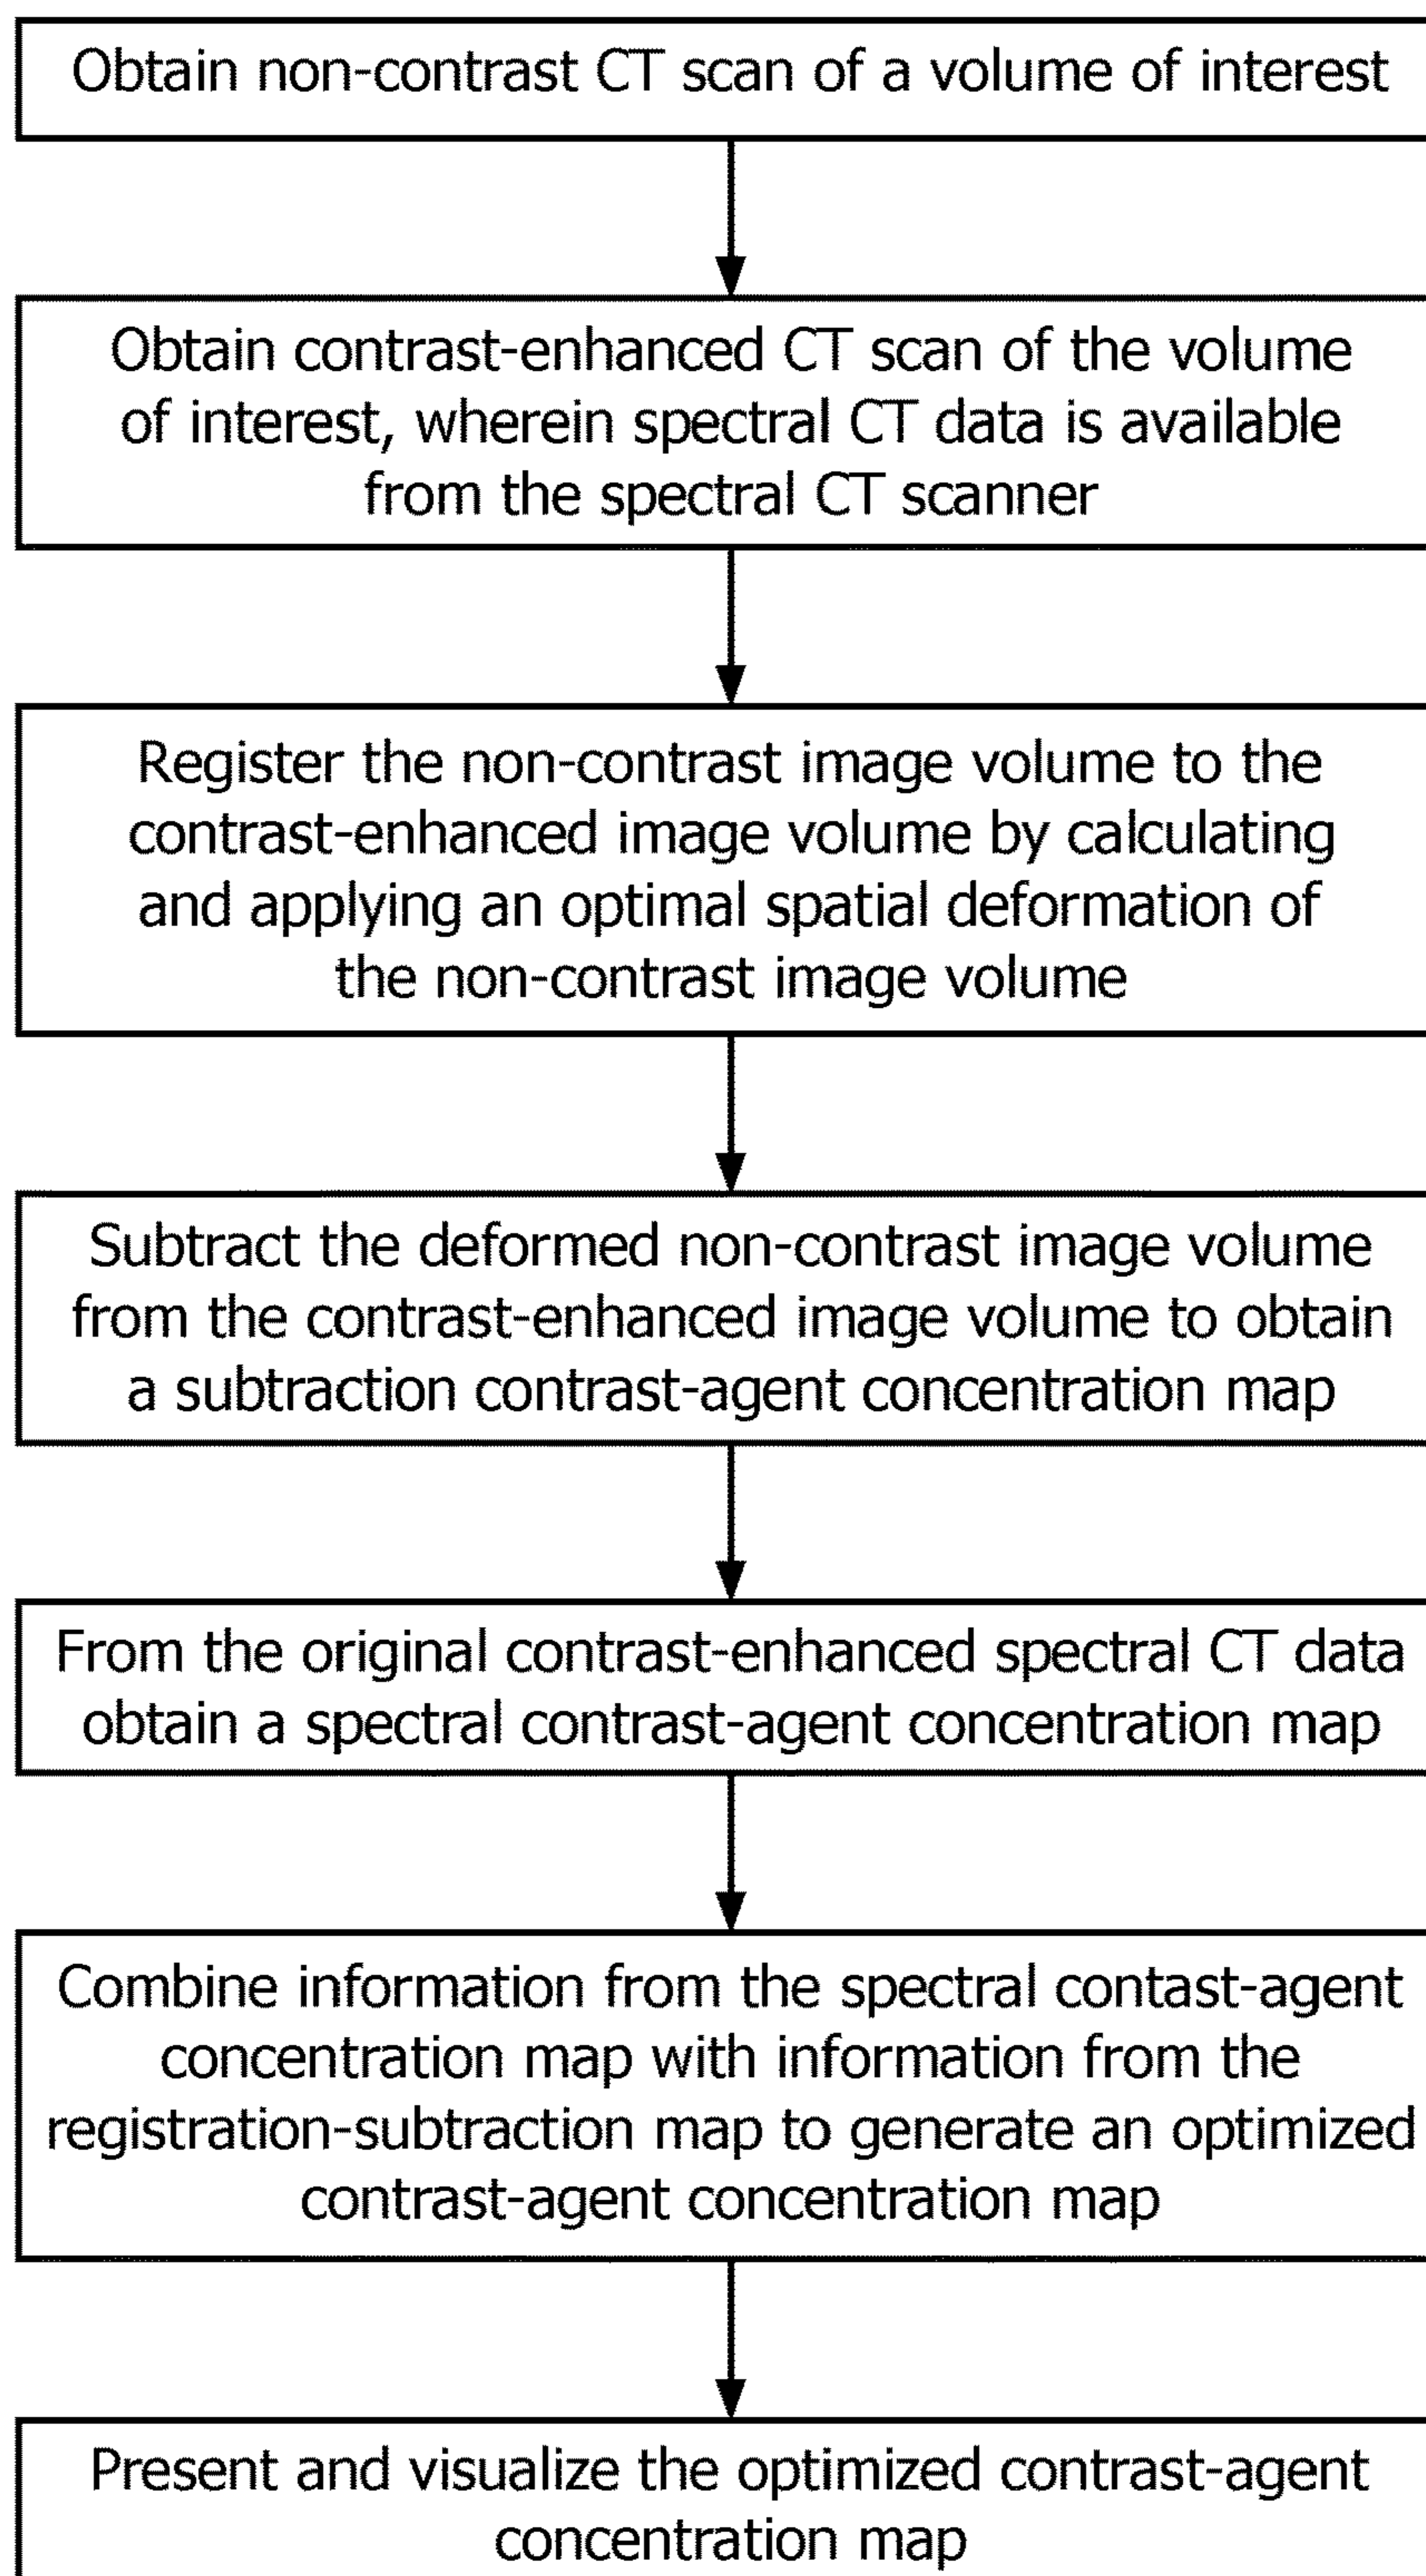 Obtain non-contrast CT scan of a volume of interest
Obtain contrast-enhanced CT scan of the volume
of interest, wherein spectral CT data is available
from the spectral CT scanner
Register the non-contrast image volume to the
contrast-enhanced image volume by calculating
and applying an optimal spatial deformation of
the non-contrast image volume
Subtract the deformed non-contrast image volume
from the contrast-enhanced image volume to obtain
a subtraction contrast-agent concentration map
From the original contrast-enhanced spectral CT data
obtain a spectral contrast-agent concentration map
Combine information from the spectral contast-agent
concentration map with information from the
registration-subtraction map to generate an optimized
contrast-agent concentration map
Present and visualize the optimized contrast-agent
concentration map